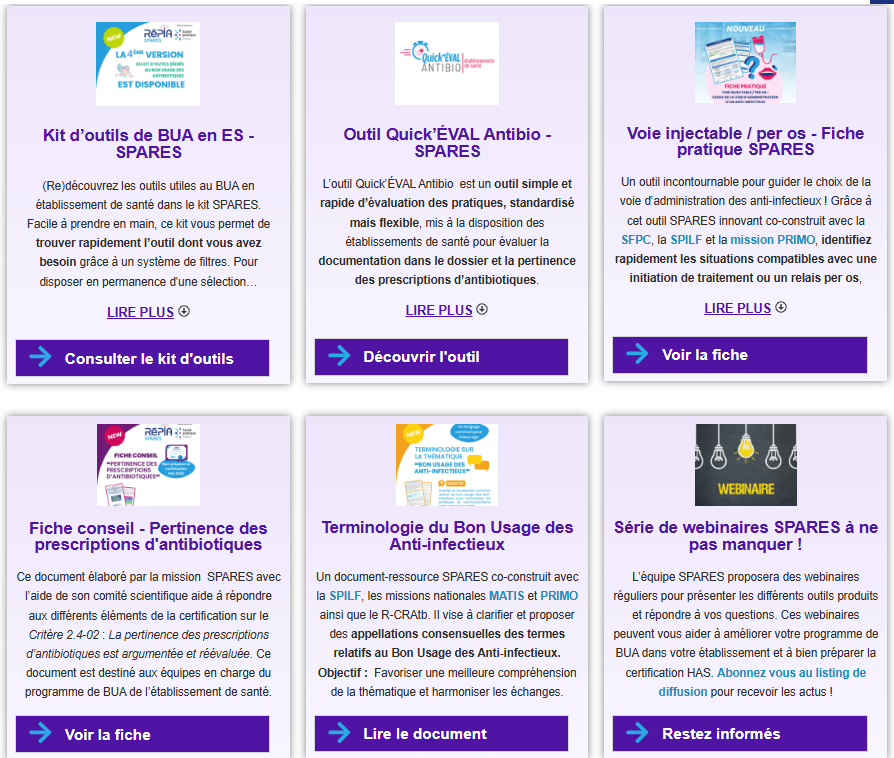 NEW
RéPIA
SPARES
LA 4ÈME VERSION
DU KIT D'OUTILS DÉDIÉS
AU BON USAGE DES
ANTIBIOTIQUES
EST DISPONIBLE
Kit d'outils de BUA en ES -
SPARES
(Re)découvrez les outils utiles au BUA en
établissement de santé dans le kit SPARES.
Facile à prendre en main, ce kit vous permet de
trouver rapidement l'outil dont vous avez
besoin grâce à un système de filtres. Pour
disposer en permanence d'une sélection…
LIRE PLUS
Consulter le kit d'outils
Quick'ÉVAL
ANTIBIO
établissements
de santé
Outil Quick'ÉVAL Antibio -
SPARES
L'outil Quick'ÉVAL Antibio est un outil simple et
rapide d'évaluation des pratiques, standardisé
mais flexible, mis à la disposition des
établissements de santé pour évaluer la
documentation dans le dossier et la pertinence
des prescriptions d'antibiotiques.
LIRE PLUS
Découvrir l'outil
NOUVEAU
FICHE PRATIQUE
Voie injectable / per os - Fiche
pratique SPARES
Un outil incontournable pour guider le choix de la
voie d'administration des anti-infectieux ! Grâce à
cet outil SPARES innovant co-construit avec la
SFPC, la SPILF et la mission PRIMO, identifiez
rapidement les situations compatibles avec une
initiation de traitement ou un relais per os,
LIRE PLUS
Voir la fiche
NEW
RéPIA
SPARES
FICHE CONSEIL
"PERTINENCE DES
PRESCRIPTIONS
D'ANTIBIOTIQUES"
Fiche conseil - Pertinence des
prescriptions d'antibiotiques
Ce document élaboré par la mission SPARES avec
l'aide de son comité scientifique aide à répondre
aux différents éléments de la certification sur le
Critère 2.4-02 : La pertinence des prescriptions
d'antibiotiques est argumentée et réévaluée. Ce
document est destiné aux équipes en charge du
programme de BUA de l'établissement de santé.
Voir la fiche
NEW
TERMINOLOGIE SUR
LA THÉMATIQUE
"BON USAGE DES
ANTI-INFECTIEUX"
Terminologie du Bon Usage des
Anti-infectieux
Un document-ressource SPARES co-construit avec
la SPILF, les missions nationales MATIS et PRIMO
ainsi que le R-CRAtb. Il vise à clarifier et proposer
des appellations consensuelles des termes
relatifs au Bon Usage des Anti-infectieux.
Objectif : Favoriser une meilleure compréhension
de la thématique et harmoniser les échanges.
Lire le document
WEBINAIRE
Série de webinaires SPARES à ne
pas manquer !
L'équipe SPARES proposera des webinaires
réguliers pour présenter les différents outils produits
et répondre à vos questions. Ces webinaires
peuvent vous aider à améliorer votre programme de
BUA dans votre établissement et à bien préparer la
certification HAS. Abonnez vous au listing de
diffusion pour recevoir les actus !
Restez informés